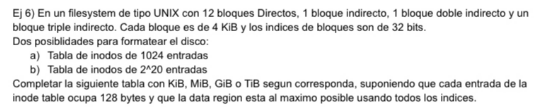 Ej 6) En un filesystem de tipo UNIX con 12 bloques Directos, 1 bloque indirecto, 1 bloque doble indirecto y un
bloque triple indirecto. Cada bloque es de 4 KiB y los indices de bloques son de 32 bits.
Dos posiblidades para formatear el disco:
a) Tabla de inodos de 1024 entradas
b) Tabla de inodos de 2^20 entradas
Completar la siguiente tabla con KiB, MiB, GiB o TiB segun corresponda, suponiendo que cada entrada de la
inode table ocupa 128 bytes y que la data region esta al maximo posible usando todos los indices.